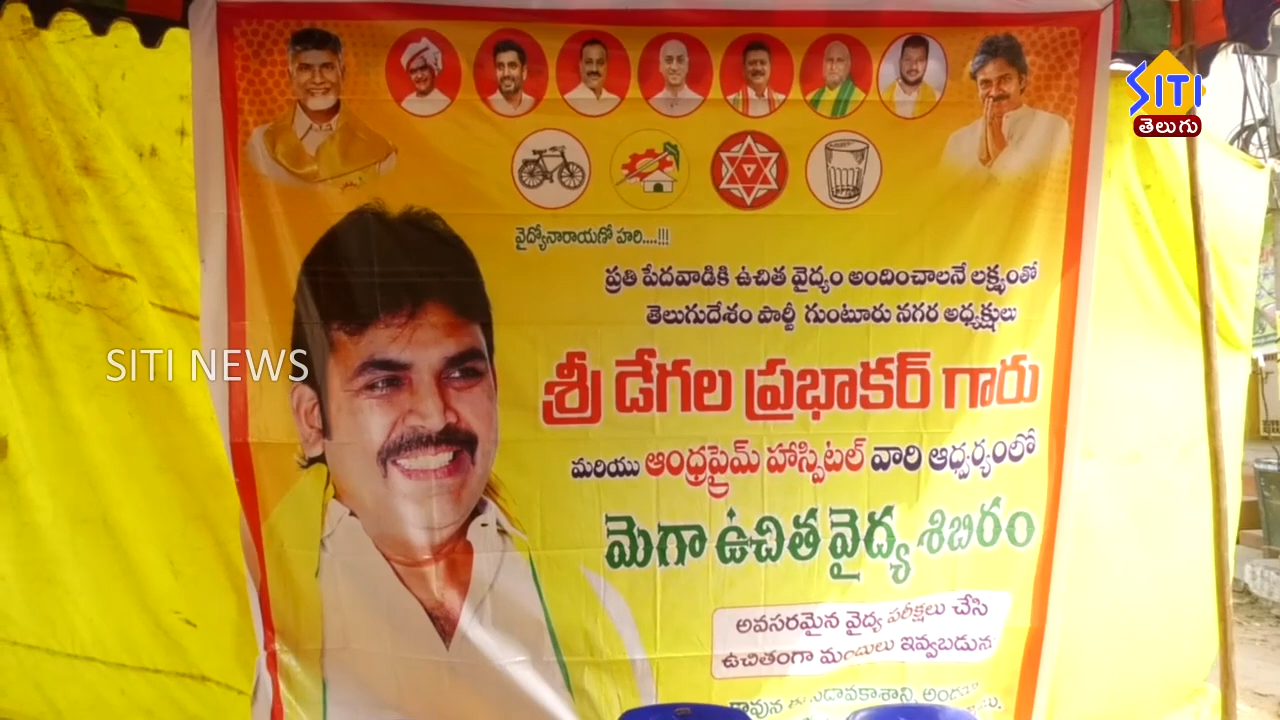 SITI
తెలుగు
వైద్యోనారాయణో హరి....!!!
ప్రతి పేదవాడికి ఉచిత వైద్యం అందించాలనే లక్ష్యంతో
తెలుగుదేశం పార్టీ గుంటూరు నగర అధ్యక్షులు
SITI NEWS
శ్రీ డేగల ప్రభాకర్ గారు
మరియు ఆంధ్రప్రైమ్ హాస్పిటల్ వారి ఆధ్వర్యంలో
మెగా ఉచిత వైద్య శిబిరం
అవసరమైన వైద్య పరీక్షలు చేసి
ఉచితంగా మందులు ఇవ్వబడును
కావున